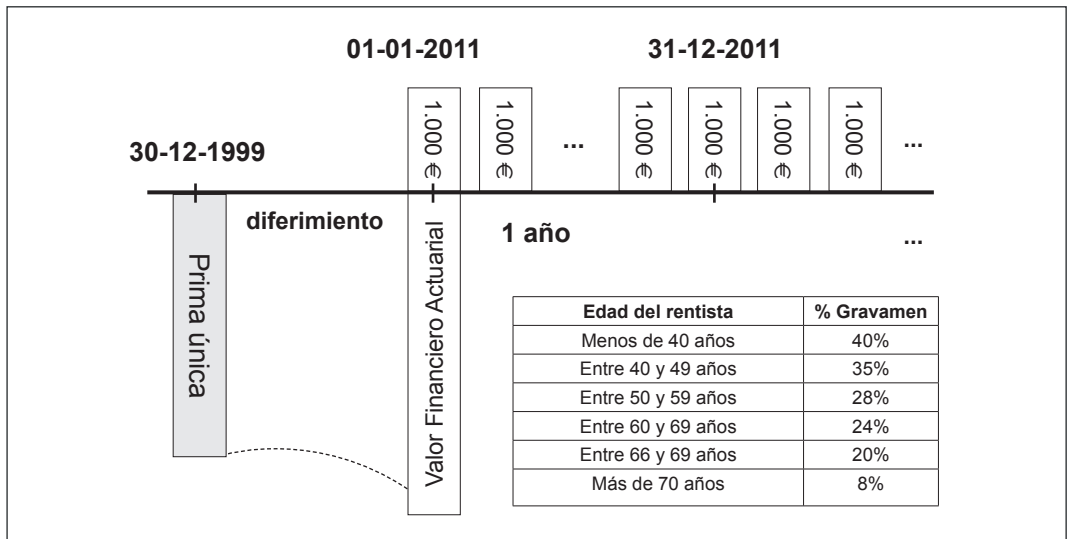 01-01-2011
31-12-2011
1.000 €
1.000 €
...
1.000 €
1.000 €
1.000 €
1.000 €
...
30-12-1999
diferimiento
1 año
...
Prima única
Valor Financiero Actuarial
Edad del rentista % Gravamen
Menos de 40 años 40%
Entre 40 y 49 años 35%
Entre 50 y 59 años 28%
Entre 60 y 69 años 24%
Entre 66 y 69 años 20%
Más de 70 años 8%